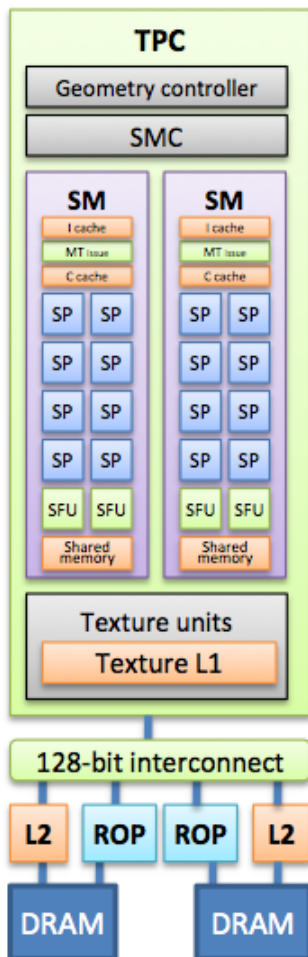 TPC
Geometry controller
SMC
SM SM
I cache I cache
MT issue MT issue
C cache C cache
SP SP SP SP
SP SP SP SP
SP SP SP SP
SP SP SP SP
SFU SFU SFU SFU
Shared Shared
memory memory
Texture units
Texture L1
128-bit interconnect
L2 ROP ROP L2
DRAM DRAM